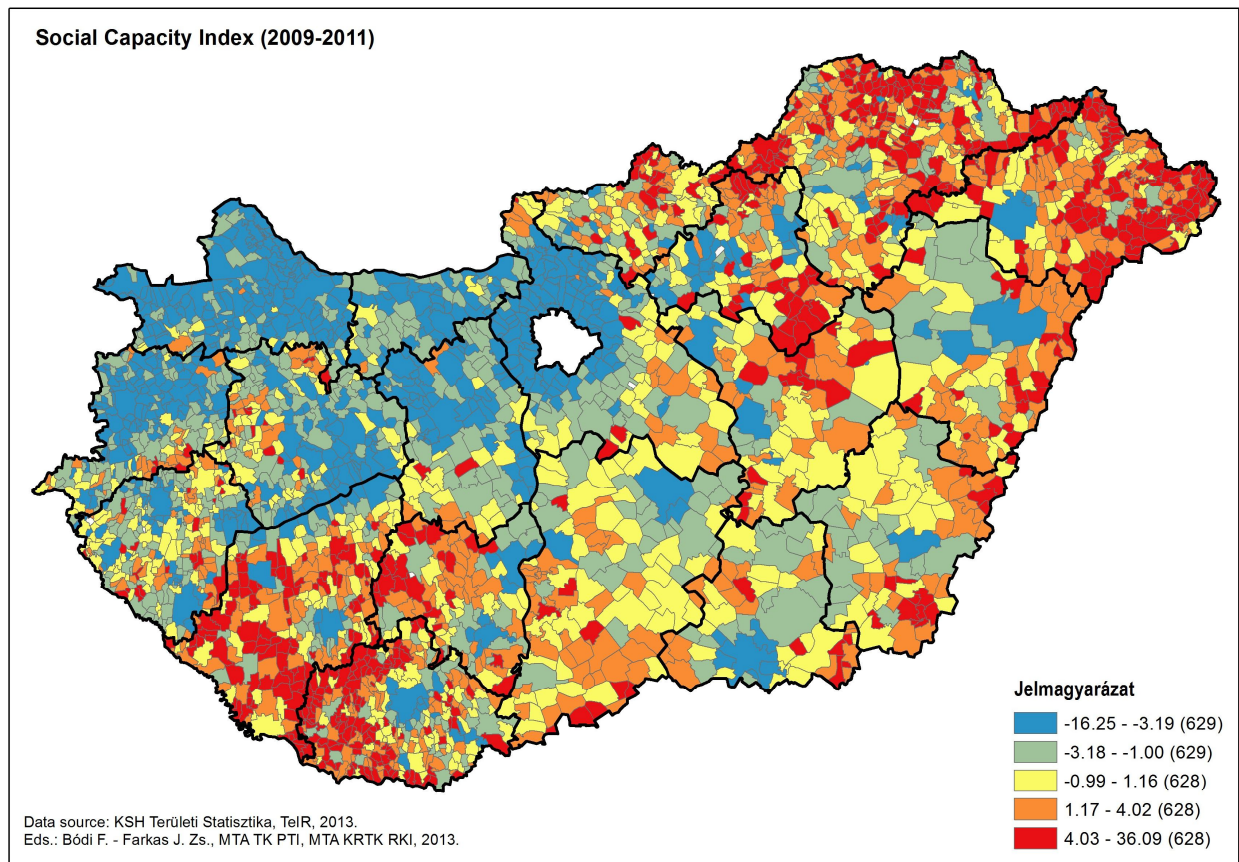 Social Capacity Index (2009-2011)
Jelmagyarázat
-16.25 - -3.19 (629)
-3.18 - -1.00 (629)
-0.99 - 1.16 (628)
1.17 - 4.02 (628)
4.03 - 36.09 (628)
Data source: KSH Területi Statisztika, TeIR, 2013.
Eds.: Bódi F. - Farkas J. Zs., MTA TK PTI, MTA KRTK RKI, 2013.